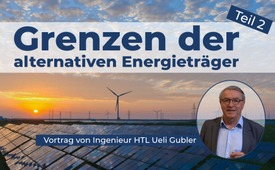 Teil 2
Grenzen der
alternativen Energieträger
Vortrag von Ingenieur HTL Ueli Gubler